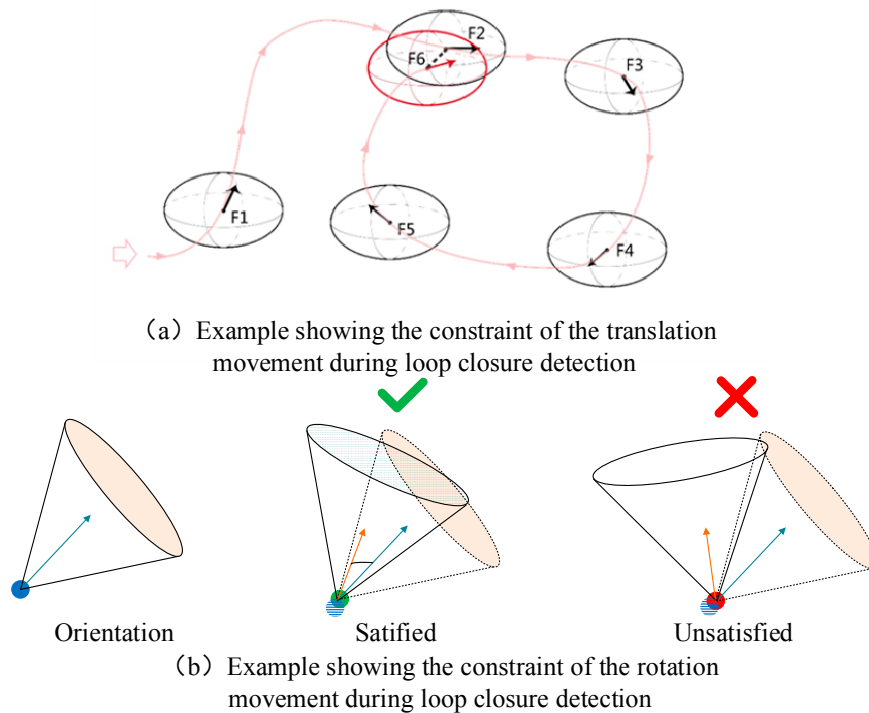 F2
F6
F3
F1
F5
F4
（a）Example showing the constraint of the translation
movement during loop closure detection
Orientation
Satified
Unsatisfied
（b）Example showing the constraint of the rotation
movement during loop closure detection